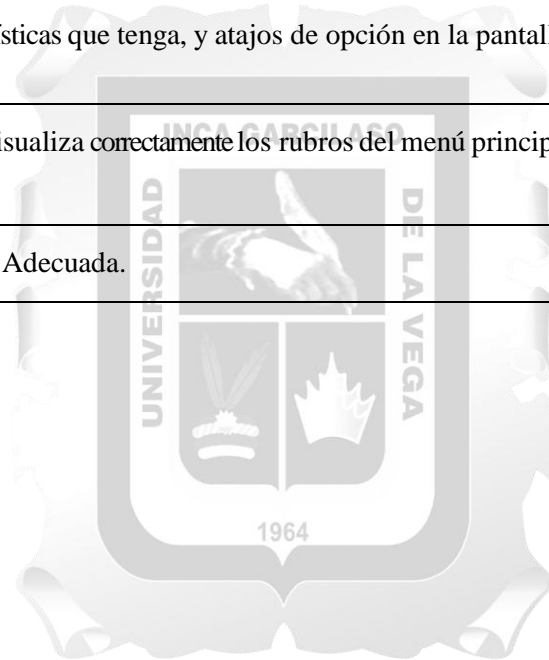 ísticas que tenga, y atajos de opción en la pantall
isualiza correctamente los rubros del menú princip
Adecuada.
INCA GARCILASO
UNIVERSIDAD
DE LA VEGA
1964